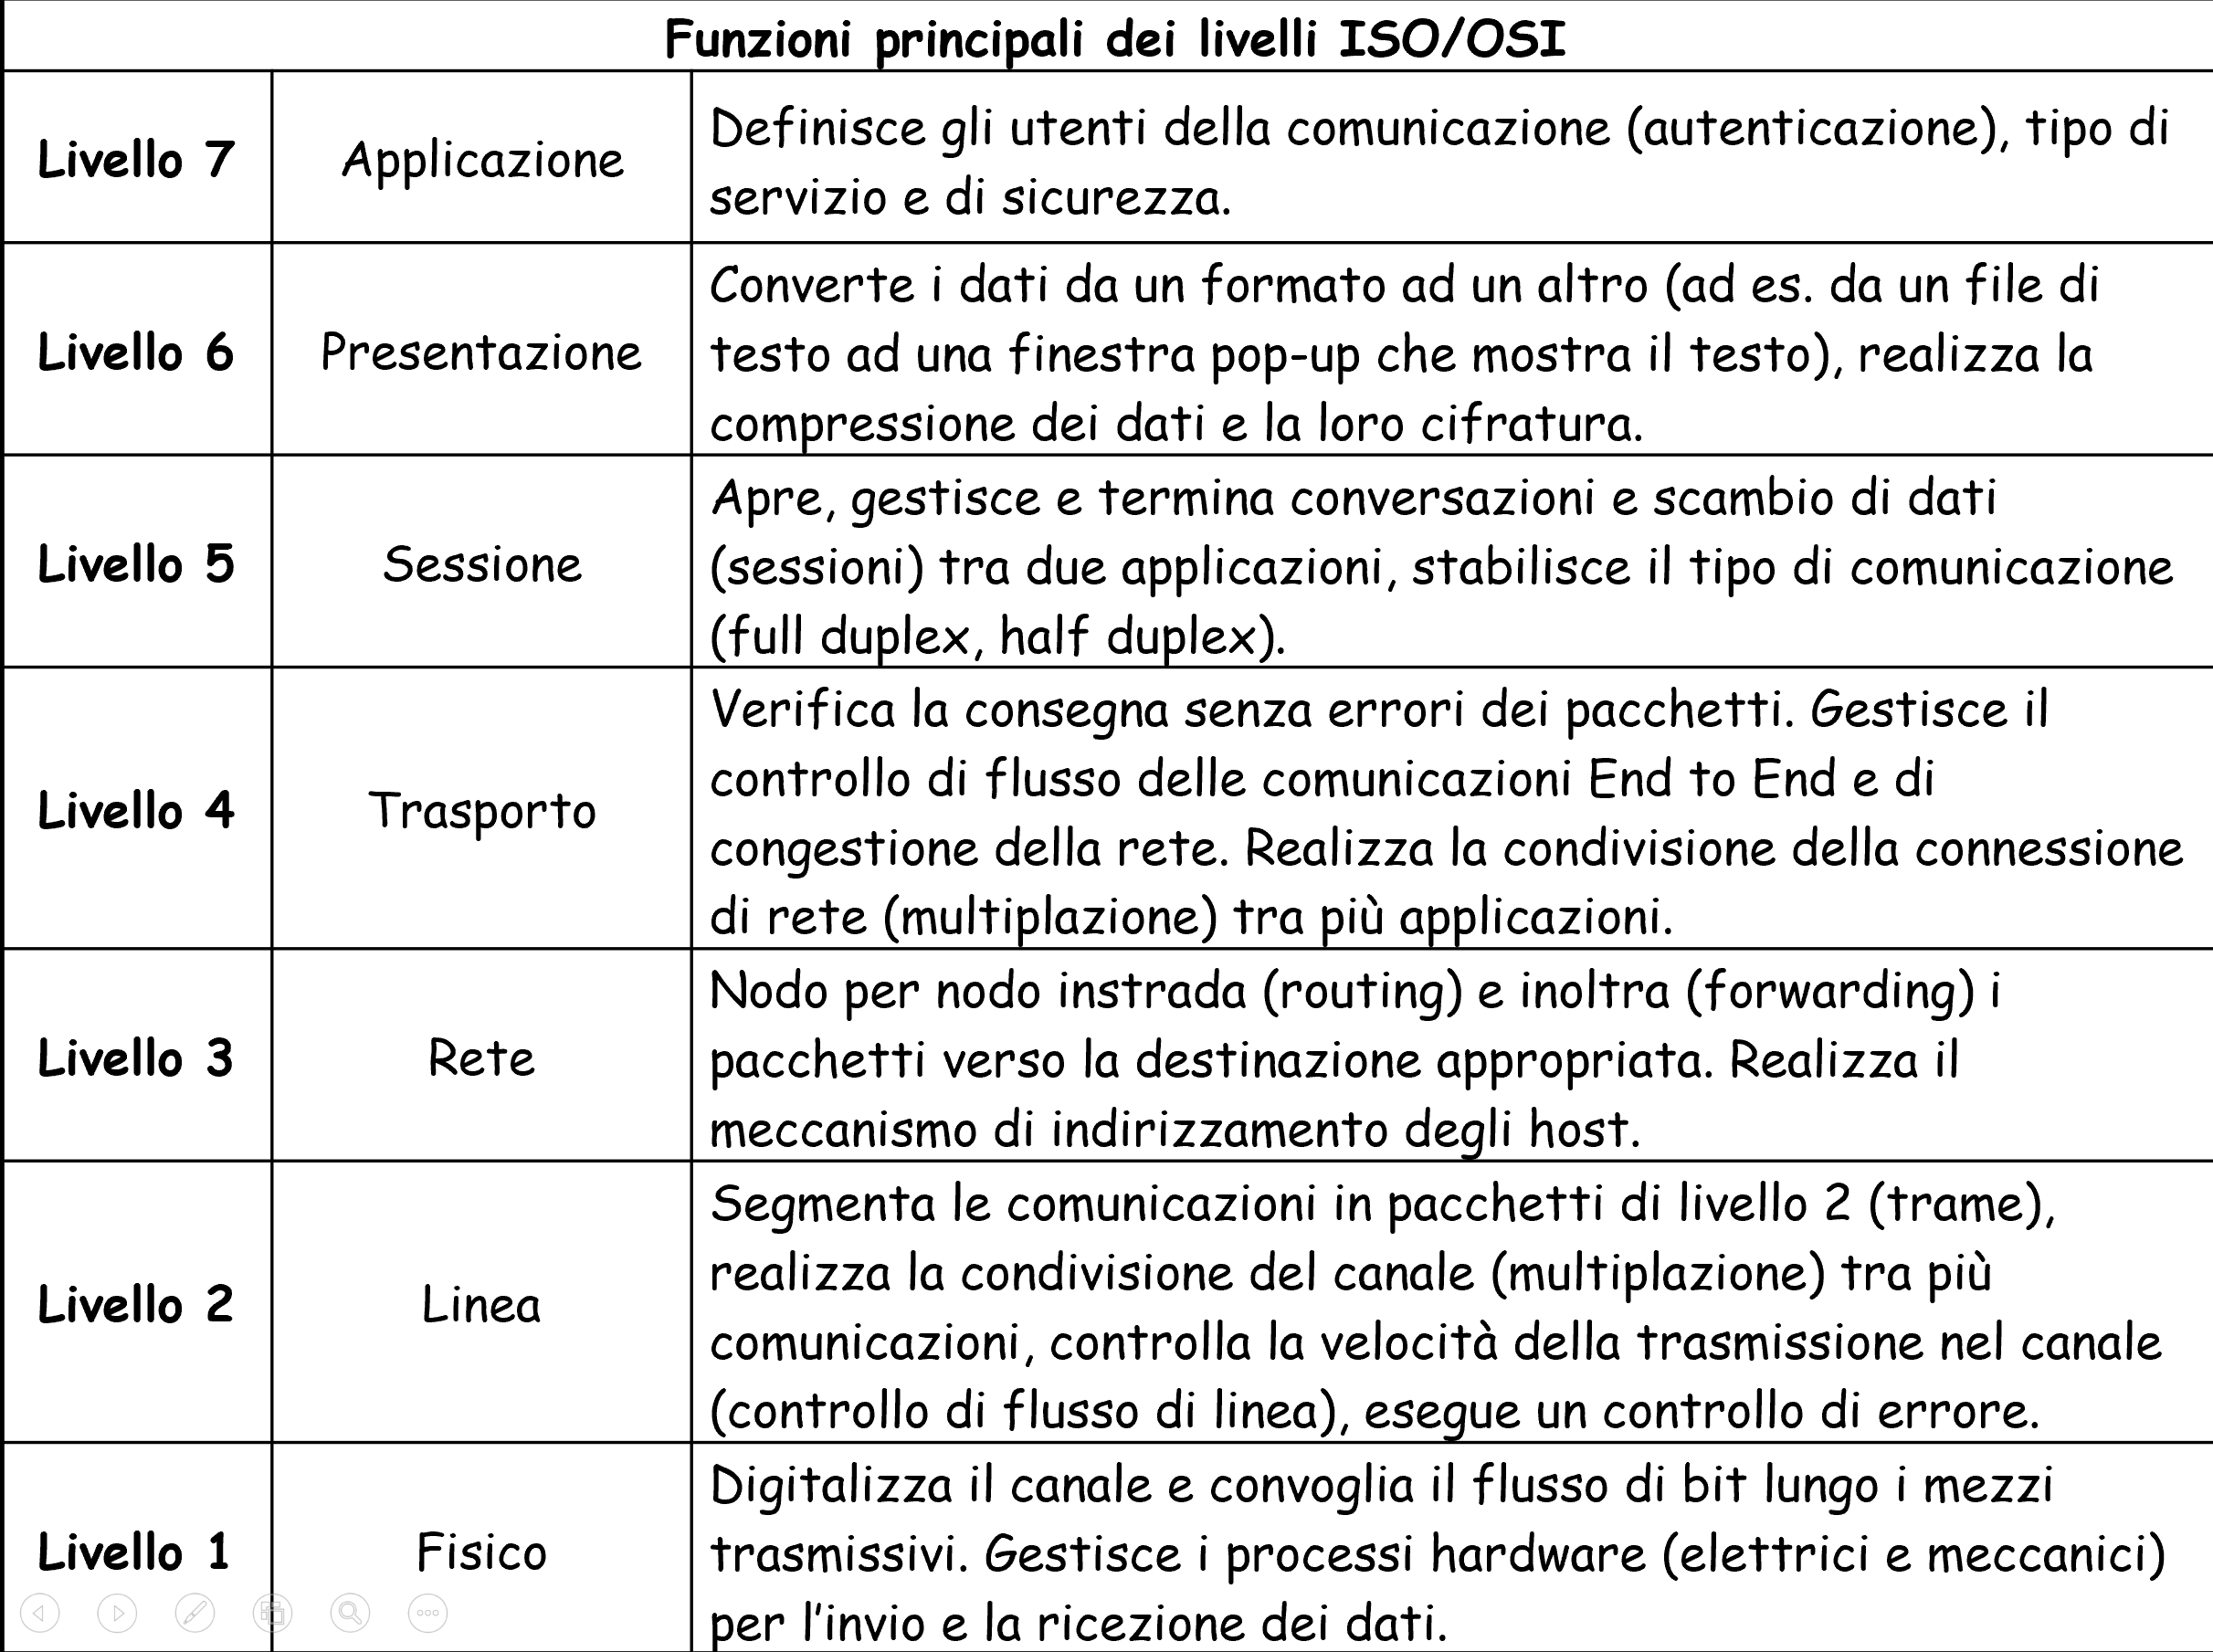 Funzioni principali dei livelli ISO/OSI
Livello 7
Applicazione
Definisce gli utenti della comunicazione (autenticazione), tipo di
servizio e di sicurezza.
Livello 6
Presentazione
Converte i dati da un formato ad un altro (ad es. da un file di
testo ad una finestra pop-up che mostra il testo), realizza la
compressione dei dati e la loro cifratura.
Livello 5
Sessione
Apre, gestisce e termina conversazioni e scambio di dati
(sessioni) tra due applicazioni, stabilisce il tipo di comunicazione
(full duplex, half duplex).
Livello 4
Trasporto
Verifica la consegna senza errori dei pacchetti. Gestisce il
controllo di flusso delle comunicazioni End to End e di
congestione della rete. Realizza la condivisione della connessione
di rete (multiplazione) tra più applicazioni.
Livello 3
Rete
Nodo per nodo instrada (routing) e inoltra (forwarding) i
pacchetti verso la destinazione appropriata. Realizza il
meccanismo di indirizzamento degli host.
Livello 2
Linea
Segmenta le comunicazioni in pacchetti di livello 2 (trame),
realizza la condivisione del canale (multiplazione) tra più
comunicazioni, controlla la velocità della trasmissione nel canale
(controllo di flusso di linea), esegue un controllo di errore.
Livello 1
Fisico
Digitalizza il canale e convoglia il flusso di bit lungo i mezzi
trasmissivi. Gestisce i processi hardware (elettrici e meccanici)
per l'invio e la ricezione dei dati.